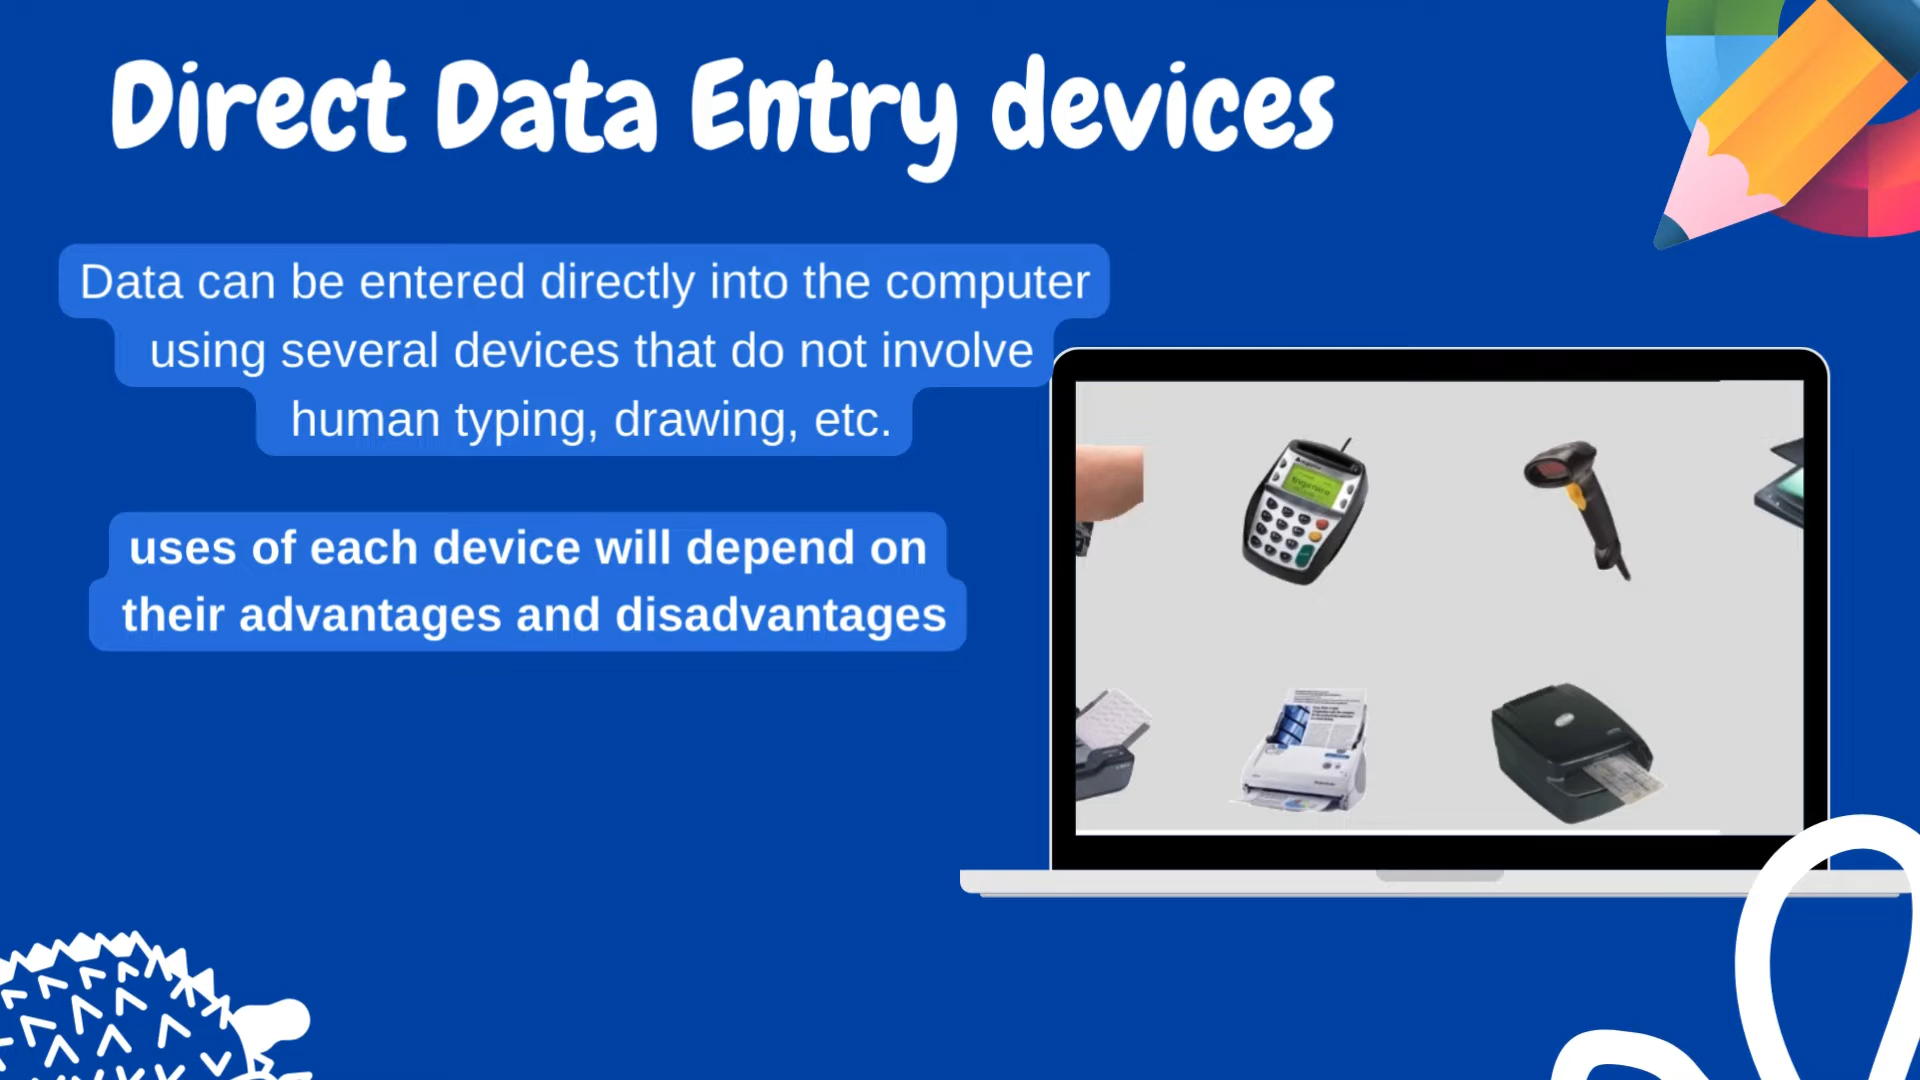 Direct Data Entry devices
Data can be entered directly into the computer
using several devices that do not involve
human typing, drawing, etc.
uses of each device will depend on
their advantages and disadvantages